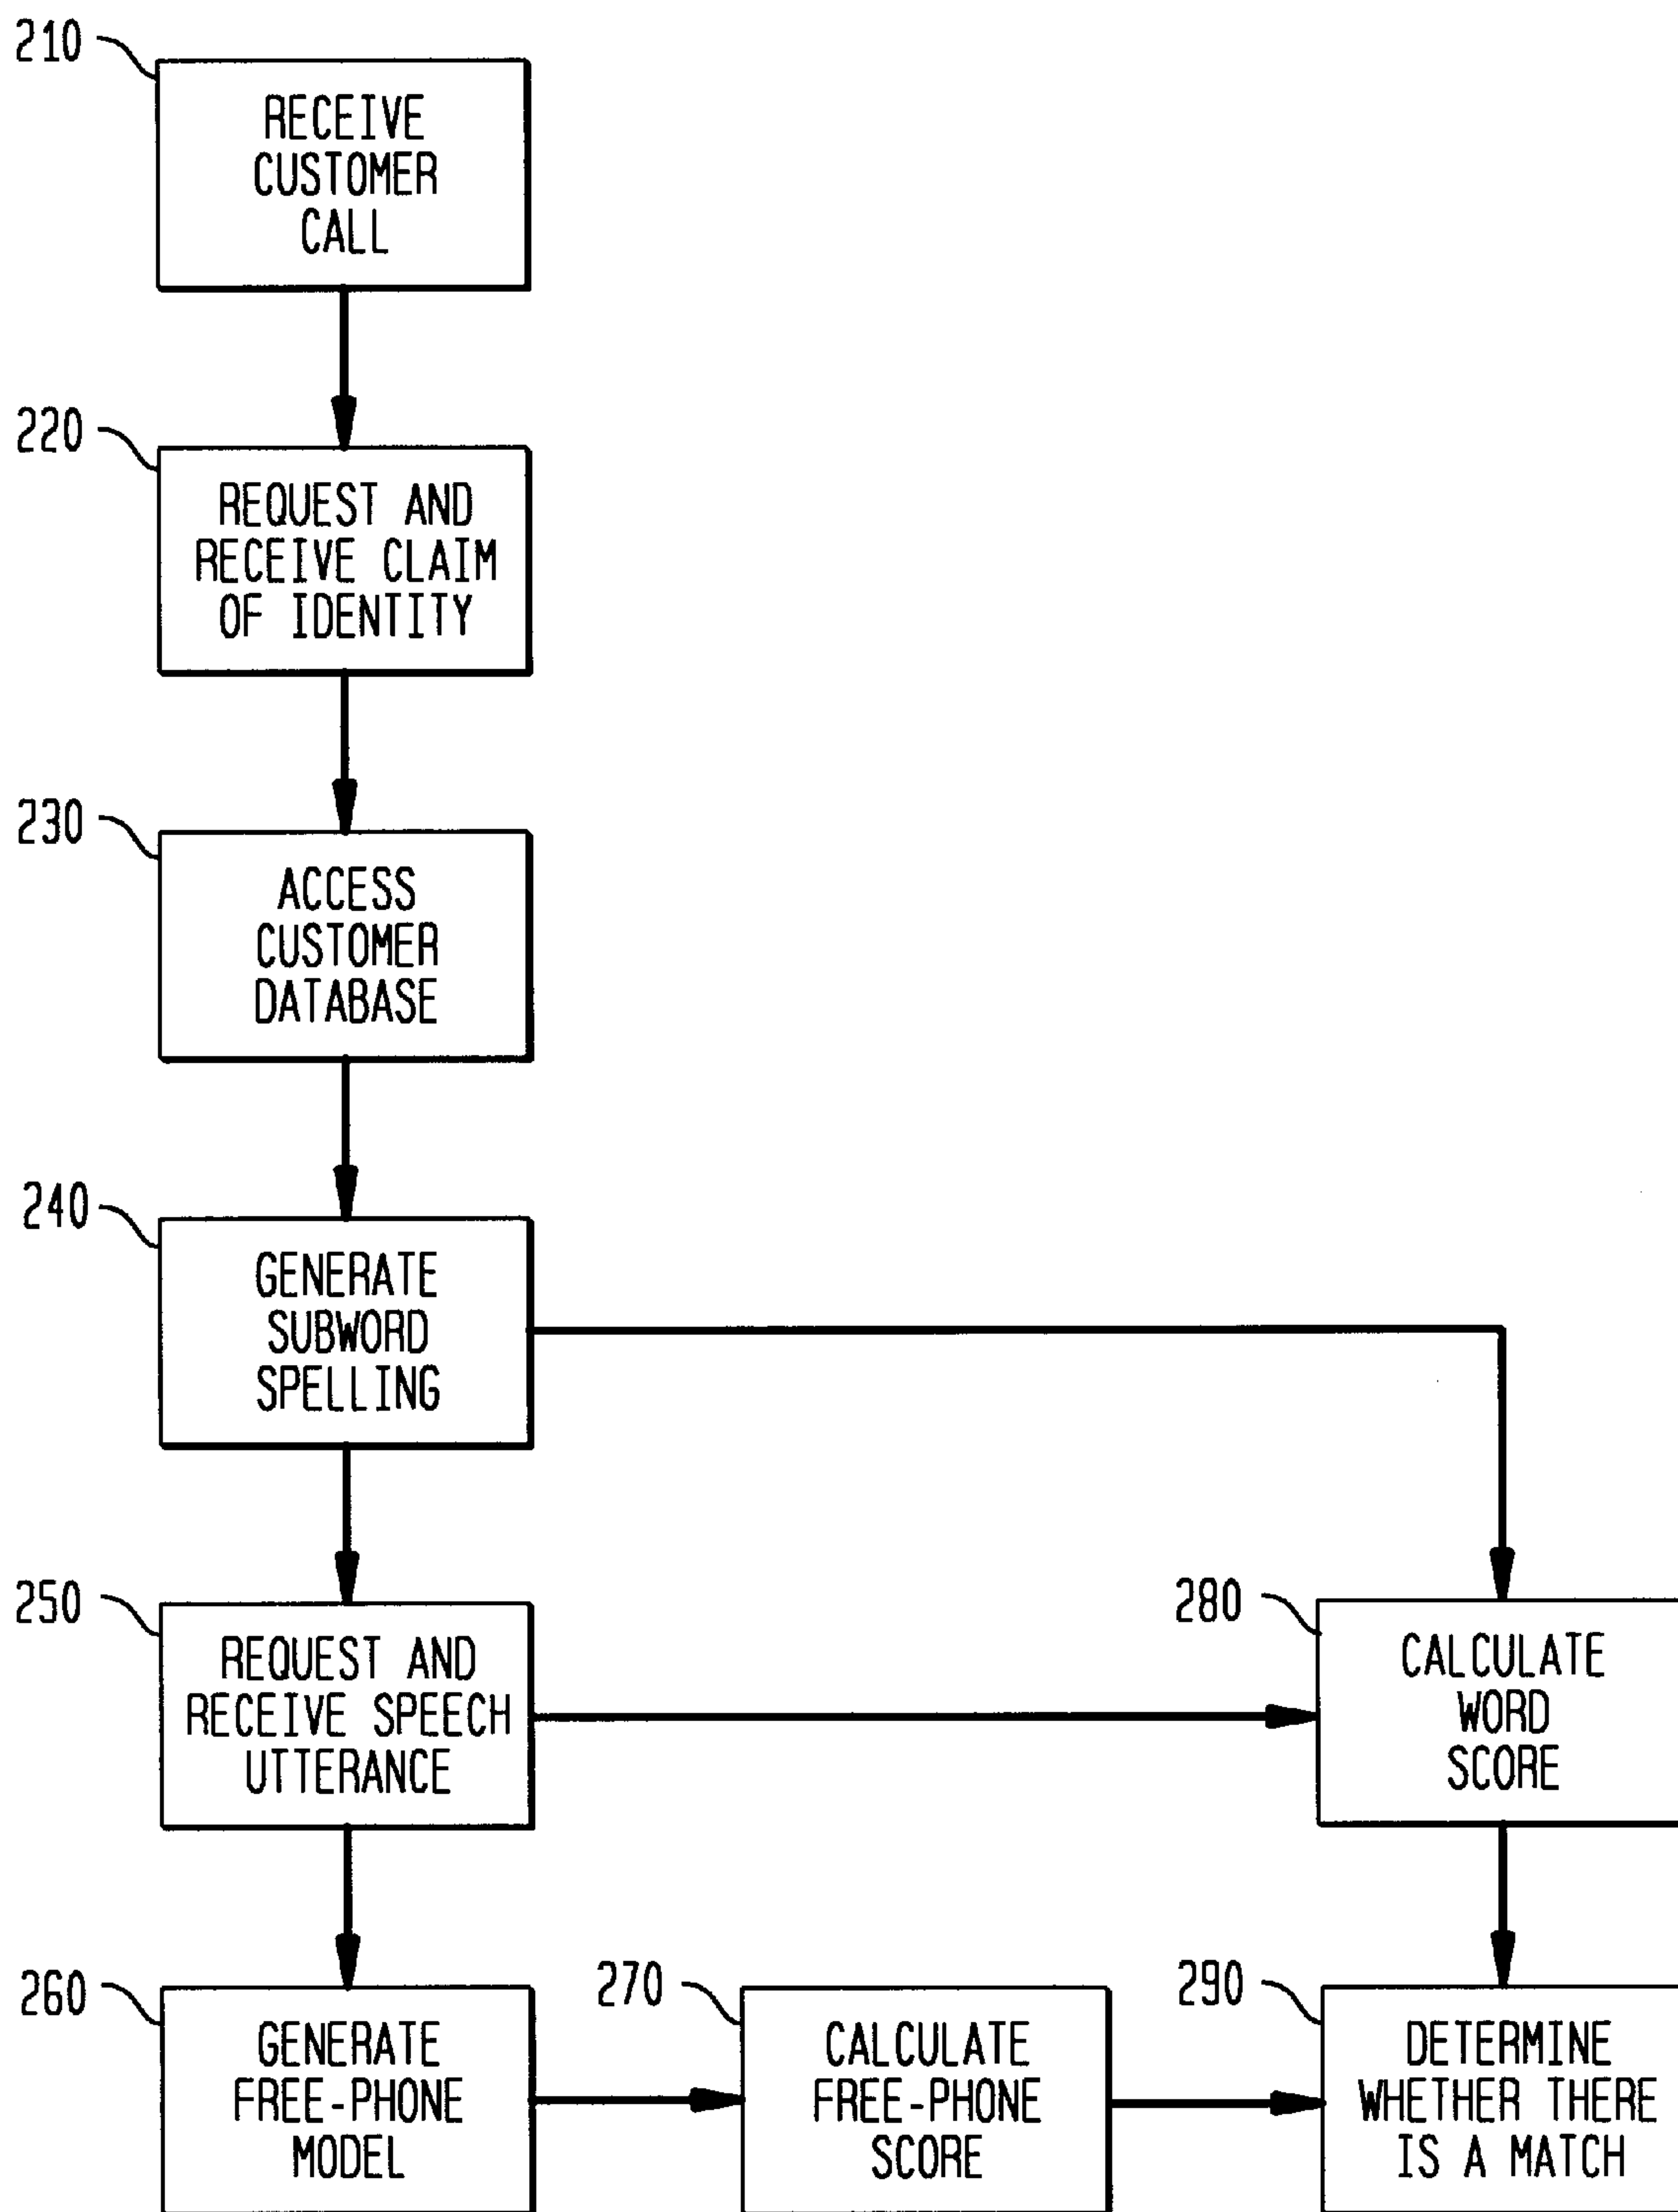 210
RECEIVE
CUSTOMER
CALL
220
REQUEST AND
RECEIVE CLAIM
OF IDENTITY
230
ACCESS
CUSTOMER
DATABASE
240
GENERATE
SUBWORD
SPELLING
250
REQUEST AND
RECEIVE SPEECH
UTTERANCE
280
CALCULATE
WORD
SCORE
260
GENERATE
FREE-PHONE
MODEL
270
CALCULATE
FREE-PHONE
SCORE
290
DETERMINE
WHETHER THERE
IS A MATCH